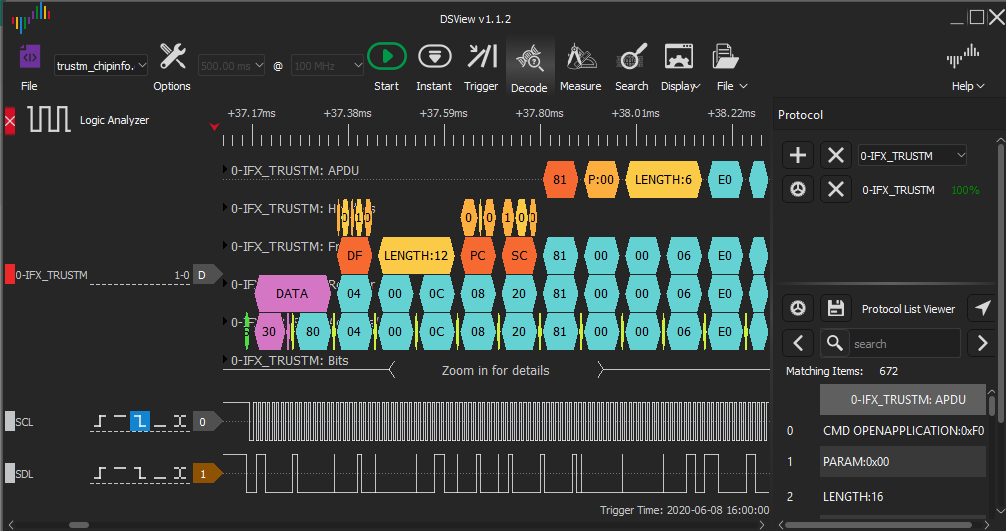 DSView v1.1.2
File
trustm_chipinfo.
Options
500.00 ms @ 100 MHz
Start
Instant
Trigger
Decode
Measure
Search
Display
File
Help
Logic Analyzer
+37.17ms +37.38ms +37.59ms +37.80ms +38.01ms +38.22ms
0-IFX_TRUSTM: APDU
81 P:00 LENGTH:6 E0
0-IFX_TRUSTM: H
0 1 0 0 0 1 0 0
0-IFX_TRUSTM: Fr
DF LENGTH:12 PC SC 81 00 00 06 E0
0-IFX_TRUSTM
1-0 D
0-IFX_TRUSTM: Re
DATA 04 00 0C 08 20 81 00 00 06 E0
0-IFX_TRUSTM:
30 80 04 00 0C 08 20 81 00 00 06 E0
0-IFX_TRUSTM: Bits
Zoom in for details
SCL 0
SDL 1
Trigger Time: 2020-06-08 16:00:00
Protocol
0-IFX_TRUSTM
0-IFX_TRUSTM 100%
Protocol List Viewer
search
Matching Items: 672
0-IFX_TRUSTM: APDU
0 CMD OPENAPPLICATION:0xF0
1 PARAM:0x00
2 LENGTH:16